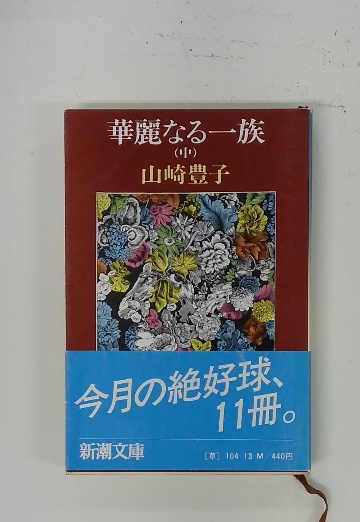 華麗なる一族
(中)
山崎豊子
今月の絶好球、
11冊。
新潮文庫
〔草〕 104 13 M / 440円